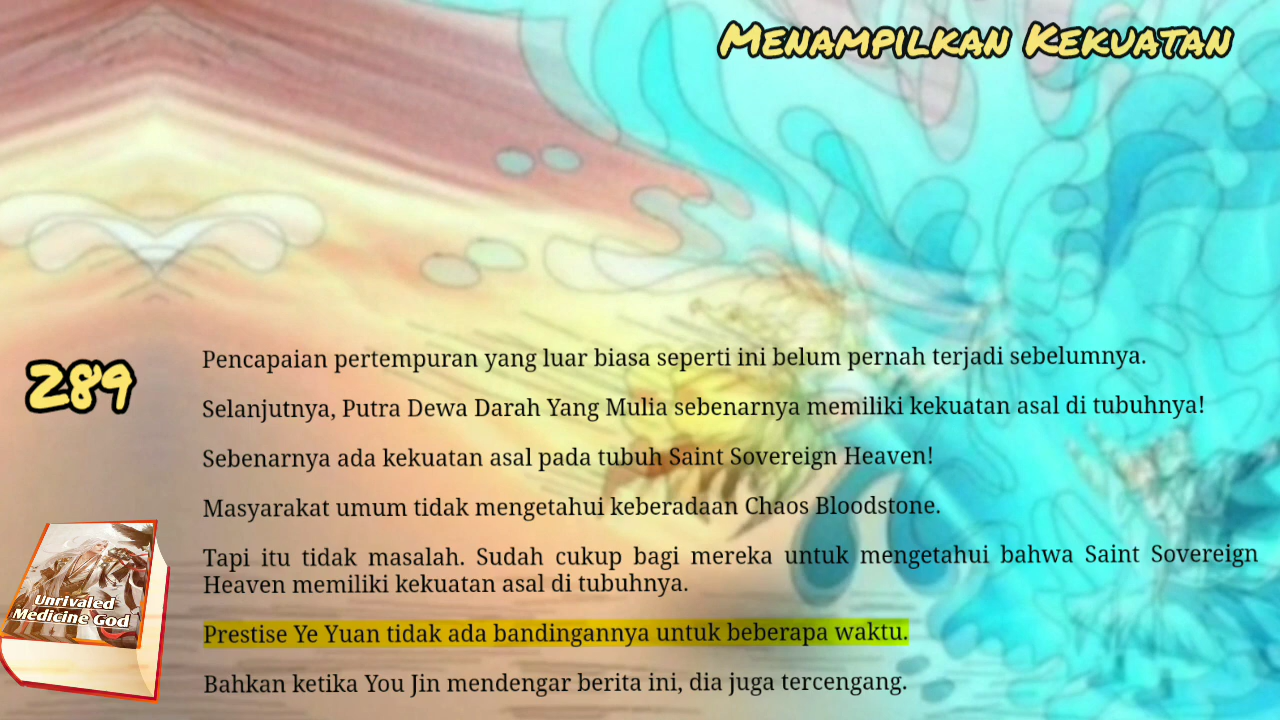 Menampilkan Kekuatan
289
Pencapaian pertempuran yang luar biasa seperti ini belum pernah terjadi sebelumnya.
Selanjutnya, Putra Dewa Darah Yang Mulia sebenarnya memiliki kekuatan asal di tubuhnya!
Sebenarnya ada kekuatan asal pada tubuh Saint Sovereign Heaven!
Masyarakat umum tidak mengetahui keberadaan Chaos Bloodstone.
Tapi itu tidak masalah. Sudah cukup bagi mereka untuk mengetahui bahwa Saint Sovereign
Heaven memiliki kekuatan asal di tubuhnya.
Prestise Ye Yuan tidak ada bandingannya untuk beberapa waktu.
Bahkan ketika You Jin mendengar berita ini, dia juga tercengang.
Unrivaled
Medicine God